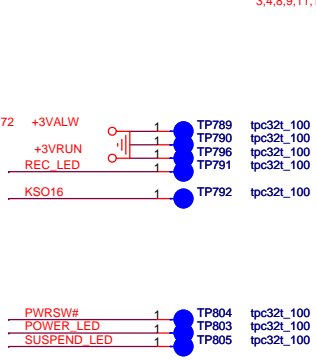 3,4,8,9,11,
72 +3VALW 1 TP789 tpc32t_100
1 TP790 tpc32t_100
+3VRUN 1 TP796 tpc32t_100
REC_LED 1 TP791 tpc32t_100
KSO16 1 TP792 tpc32t_100
PWRSW# 1 TP804 tpc32t_100
POWER_LED 1 TP803 tpc32t_100
SUSPEND_LED 1 TP805 tpc32t_100